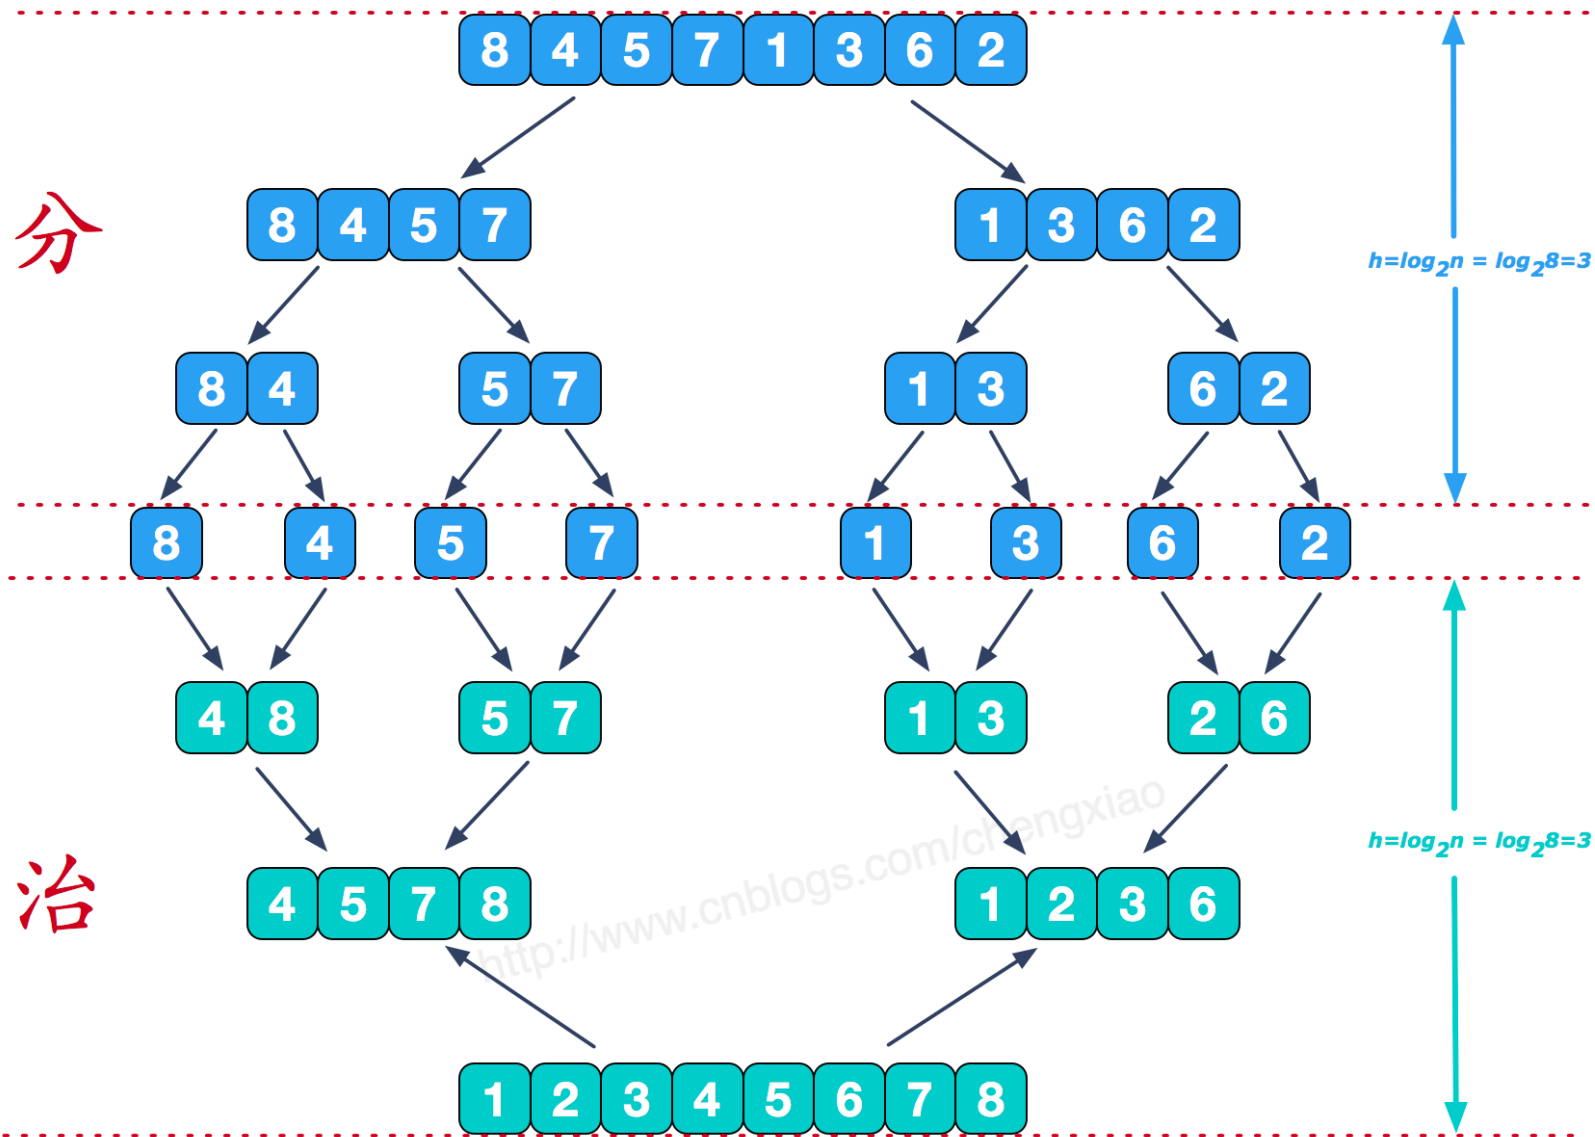 8 4 5 7 1 3 6 2
分
8 4 5 7 1 3 6 2
h=log₂n = log₂8=3
8 4 5 7 1 3 6 2
8 4 5 7 1 3 6 2
4 8 5 7 1 3 2 6
http://www.cnblogs.com/chengxiao
h=log₂n = log₂8=3
治
4 5 7 8 1 2 3 6
1 2 3 4 5 6 7 8